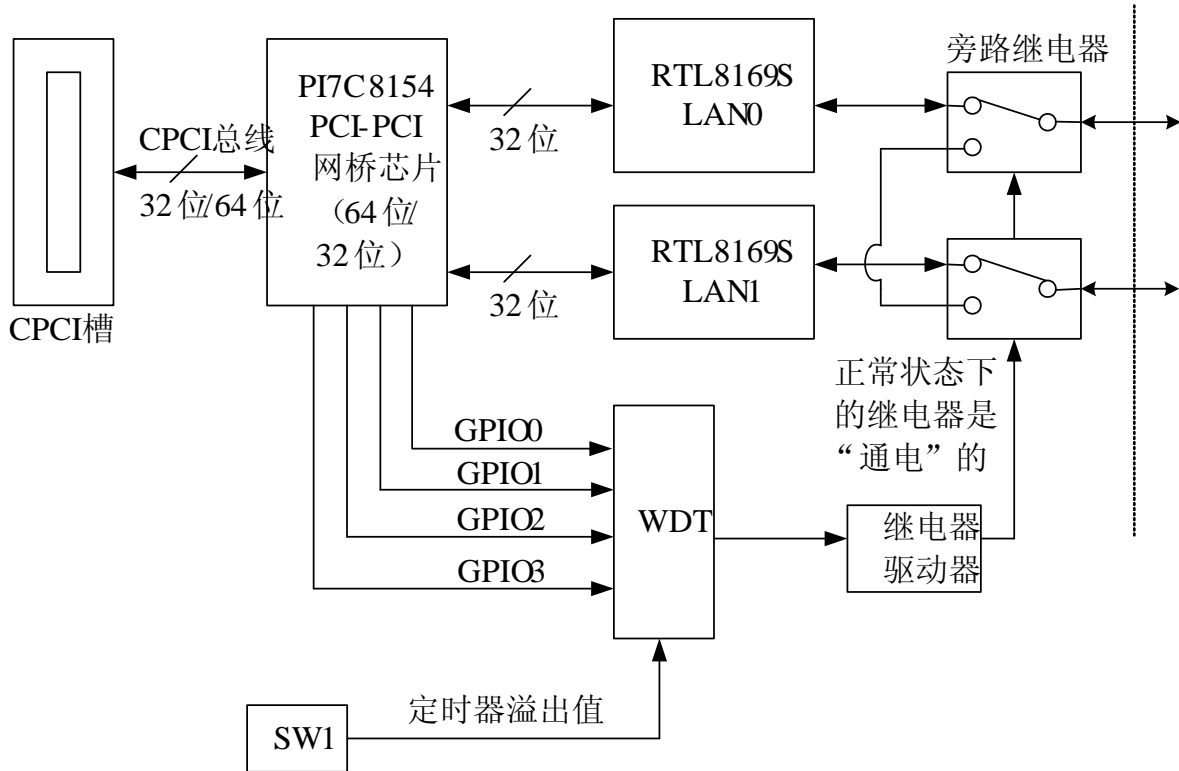 CPCI槽
CPCI总线
32位/64位
PI7C8154
PCI-PCI
网桥芯片
（64位/
32位）
32位
32位
RTL8169S
LAN0
RTL8169S
LAN1
旁路继电器
正常状态下
的继电器是
“通电”的
GPIO0
GPIO1
GPIO2
GPIO3
WDT
继电器
驱动器
定时器溢出值
SW1